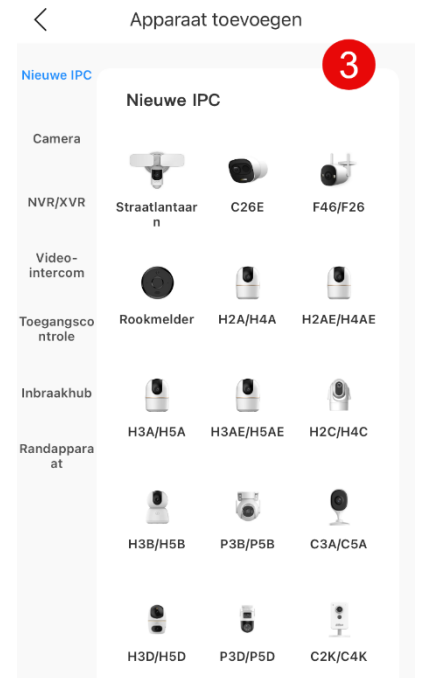 Apparaat toevoegen
3
Nieuwe IPC
Camera
NVR/XVR
Video-
intercom
Toegangsco
ntrole
Inbraakhub
Randappara
at
Nieuwe IPC
Straatlantaar
n
C26E
F46/F26
Rookmelder
H2A/H4A
H2AE/H4AE
H3A/H5A
H3AE/H5AE
H2C/H4C
H3B/H5B
P3B/P5B
C3A/C5A
H3D/H5D
P3D/P5D
C2K/C4K